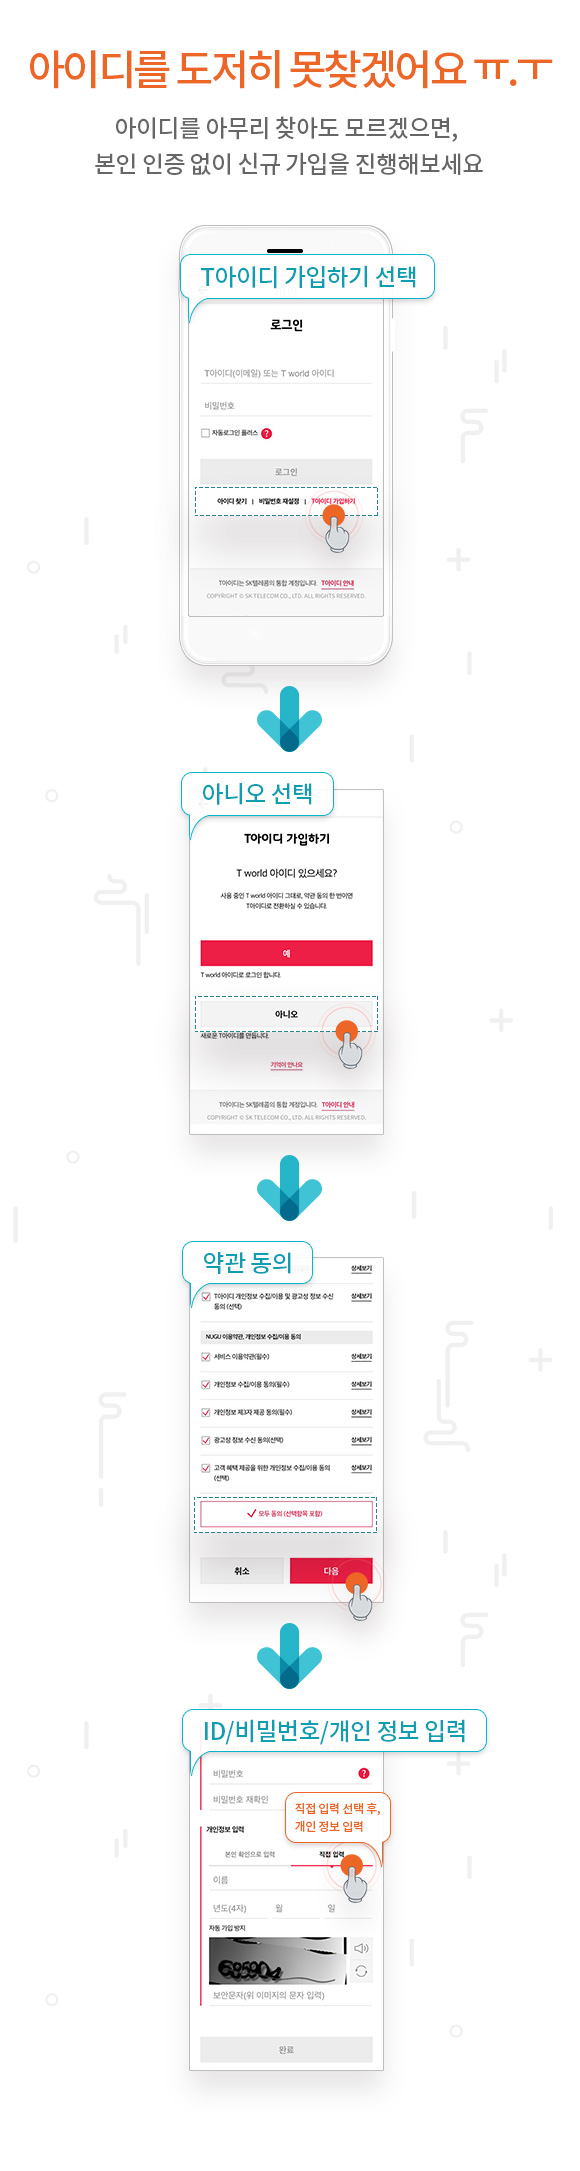 아이디를 도저히 못찾겠어요 ㅠ.ㅜ
아이디를 아무리 찾아도 모르겠으면,
본인 인증 없이 신규 가입을 진행해보세요
T아이디 가입하기 선택
로그인
T아이디(이메일) 또는 T world 아이디
비밀번호
자동로그인 플러스 ?
로그인
아이디 찾기 | 비밀번호 재설정 | T아이디 가입하기
T아이디는 SK텔레콤의 통합 계정입니다. T아이디 안내
COPYRIGHT © SK TELECOM CO., LTD. ALL RIGHTS RESERVED.
아니오 선택
T아이디 가입하기
T world 아이디 있으세요?
사용 중인 T world 아이디 그대로, 약관 동의 한 번이면
T아이디로 전환하실 수 있습니다.
예
T world 아이디로 로그인 합니다.
아니오
새로운 T아이디를 만듭니다.
기억이 안나요
T아이디는 SK텔레콤의 통합 계정입니다. T아이디 안내
COPYRIGHT © SK TELECOM CO., LTD. ALL RIGHTS RESERVED.
약관 동의
상세보기
T아이디 개인정보 수집/이용 및 광고성 정보 수신 상세보기
동의 (선택)
NUGU 이용약관, 개인정보 수집/이용 동의
서비스 이용약관(필수) 상세보기
개인정보 수집/이용 동의(필수) 상세보기
개인정보 제3자 제공 동의(필수) 상세보기
광고성 정보 수신 동의(선택) 상세보기
고객 혜택 제공을 위한 개인정보 수집/이용 동의 상세보기
(선택)
모두 동의 (선택항목 포함)
취소 다음
ID/비밀번호/개인 정보 입력
비밀번호 ?
비밀번호 재확인
직접 입력 선택 후,
개인 정보 입력
개인정보 입력
본인 확인으로 입력 직접 입력
이름
년도(4자) 월 일
자동 가입 방지
685904
보안문자(위 이미지의 문자 입력)
완료